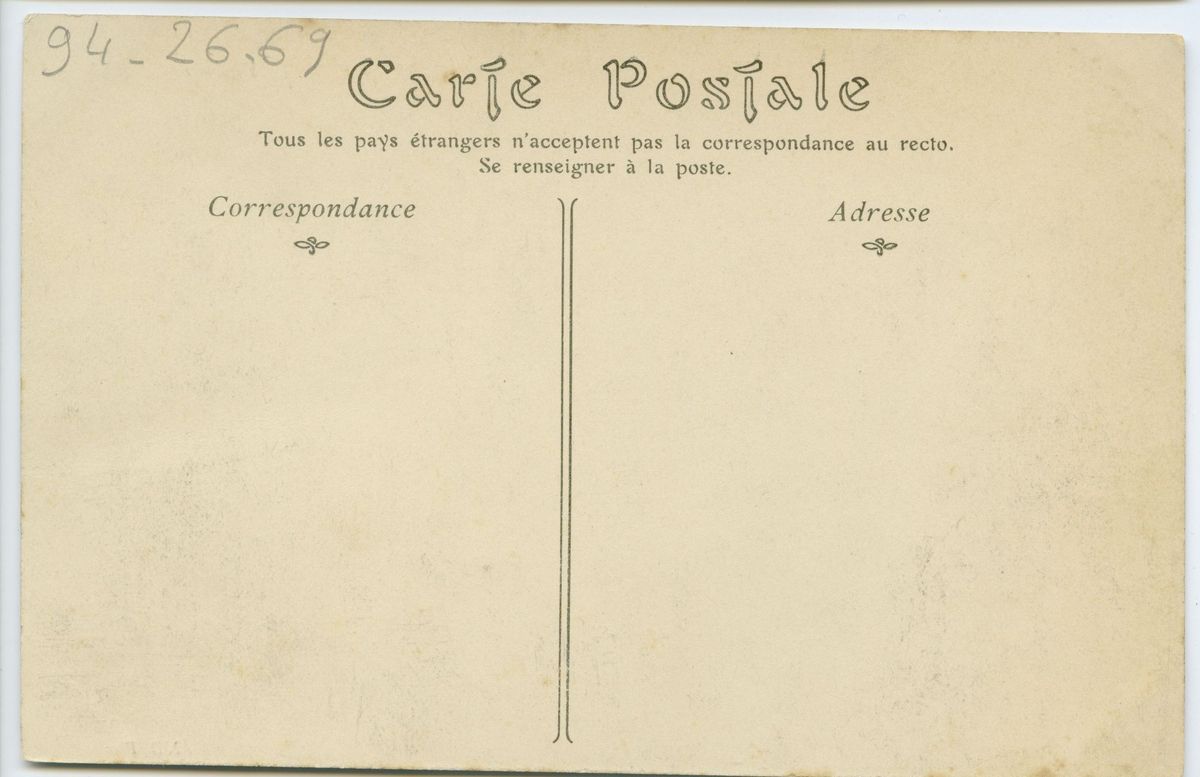 94-26.69
Carte Postale
Tous les pays étrangers n'acceptent pas la correspondance au recto.
Se renseigner à la poste.
Correspondance
Adresse